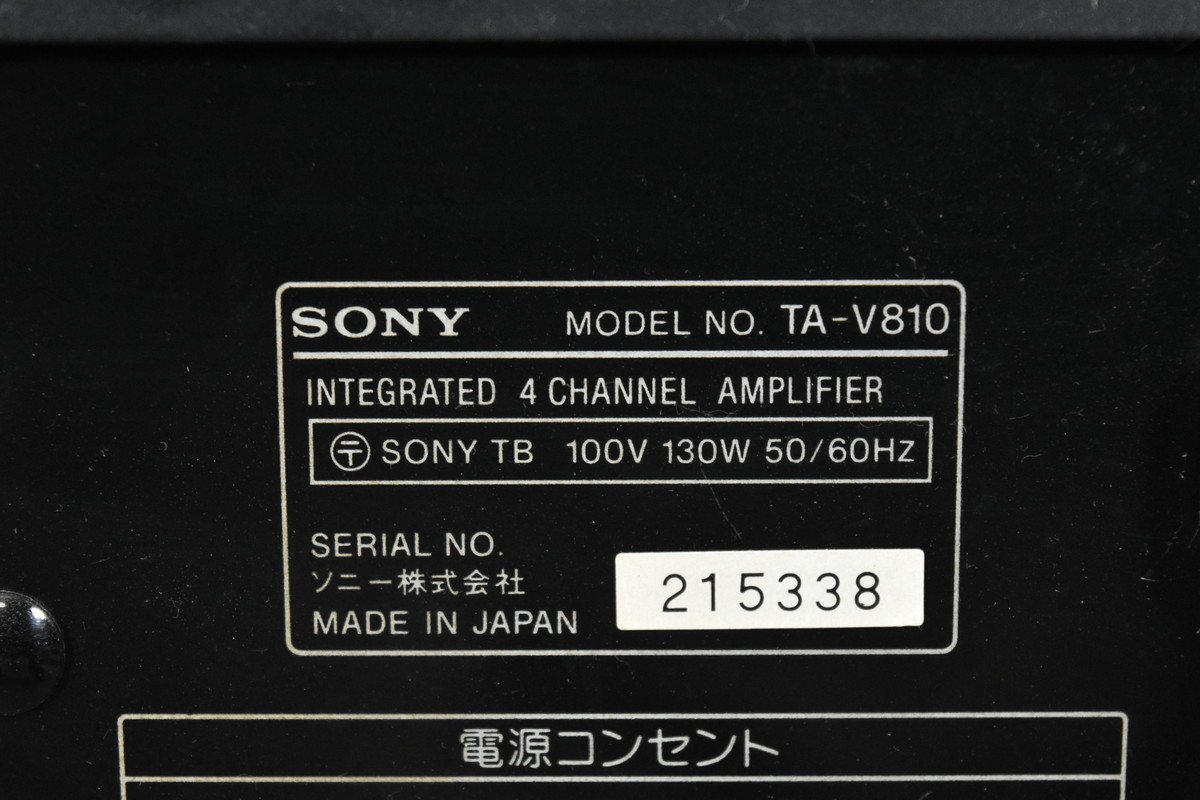 SONY MODEL NO. TA-V810
INTEGRATED 4 CHANNEL AMPLIFIER
〶 SONY TB 100V 130W 50/60Hz
SERIAL NO.
ソニー株式会社
215338
MADE IN JAPAN
電源コンセント